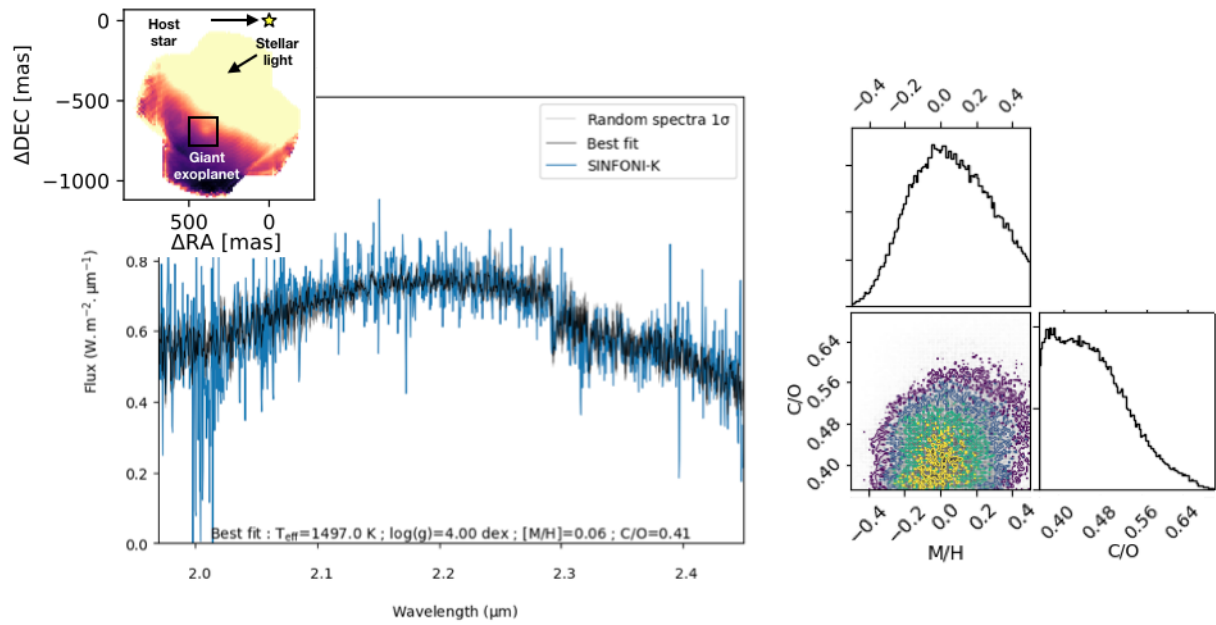 Host
star
Stellar
light
Giant
exoplanet
ΔDEC [mas]
0
−500
−1000
500
0
ΔRA [mas]
Random spectra 1σ
Best fit
SINFONI-K
Flux (W. m⁻². μm⁻¹)
0.8
0.6
0.4
0.2
0.0
Best fit : Teff=1497.0 K ; log(g)=4.00 dex ; [M/H]=0.06 ; C/O=0.41
2.0
2.1
2.2
2.3
2.4
Wavelength (μm)
−0.4
−0.2
0.0
0.2
0.4
C/O
0.64
0.56
0.48
0.40
−0.4
−0.2
0.0
0.2
0.4
M/H
0.40
0.48
0.56
0.64
C/O